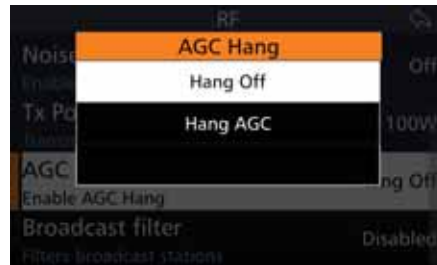 RF
AGC Hang
Noise
Off
Hang Off
Tx Po
Hang AGC
100W
AGC
ng Off
Enable AGC Hang
Broadcast filter
Disabled
Filters broadcast stations